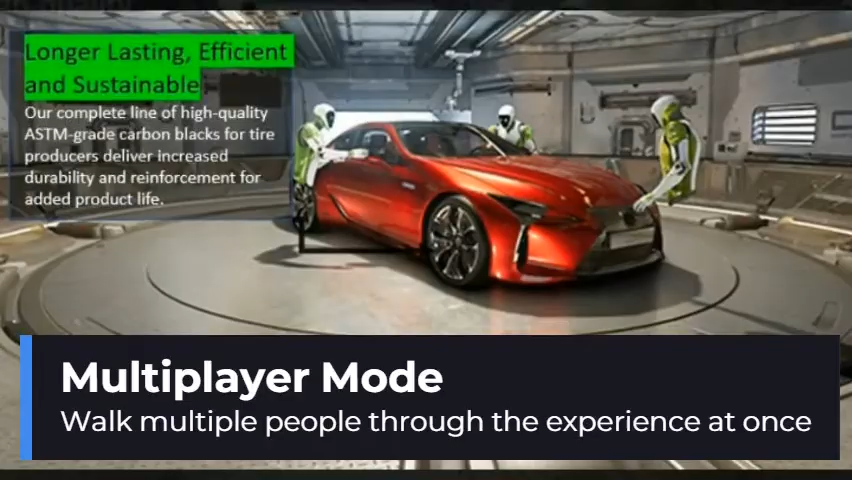 Longer Lasting, Efficient
and Sustainable
Our complete line of high-quality
ASTM-grade carbon blacks for tire
producers deliver increased
durability and reinforcement for
added product life.
Multiplayer Mode
Walk multiple people through the experience at once